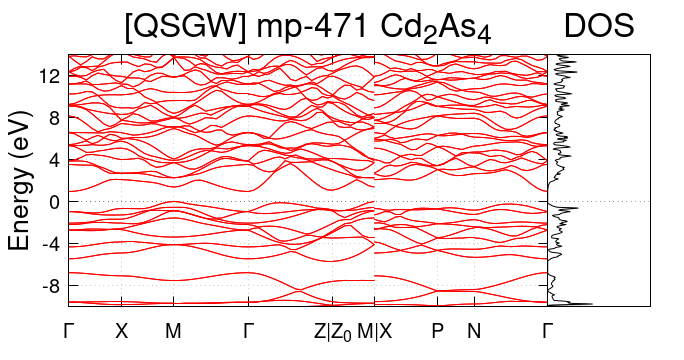 [QSGW] mp-471 Cd₂As₄ DOS
12
8
4
0
-4
-8
Energy (eV)
Γ X M Γ Z|Z₀ M|X P N Γ